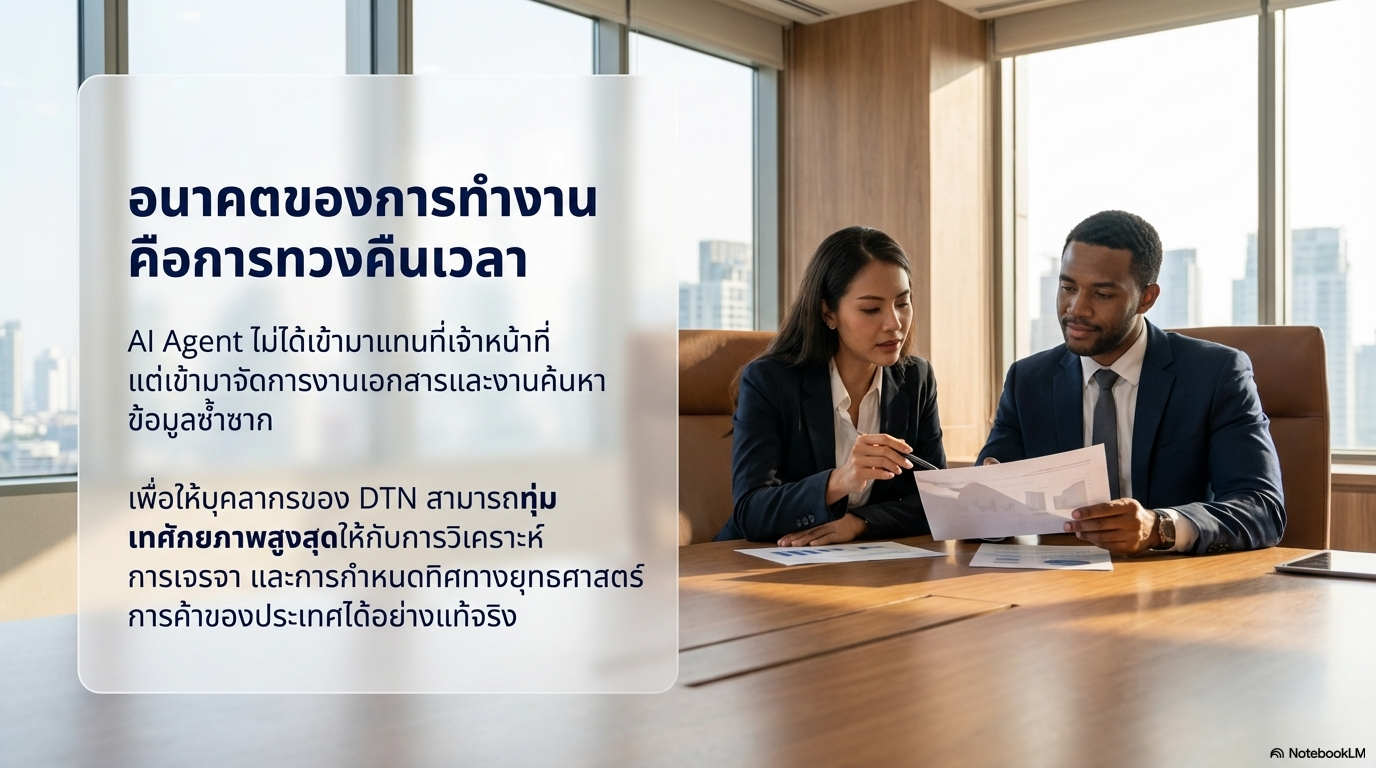 อนาคตของการทำงาน
คือการทวงคืนเวลา
AI Agent ไม่ได้เข้ามาแทนที่เจ้าหน้าที่
แต่เข้ามาจัดการงานเอกสารและงานค้นหา
ข้อมูลซ้ำซาก
เพื่อให้บุคลากรของ DTN สามารถทุ่ม
เทศักยภาพสูงสุดให้กับการวิเคราะห์
การเจรจา และการกำหนดทิศทางยุทธศาสตร์
การค้าของประเทศได้อย่างแท้จริง
NotebookLM